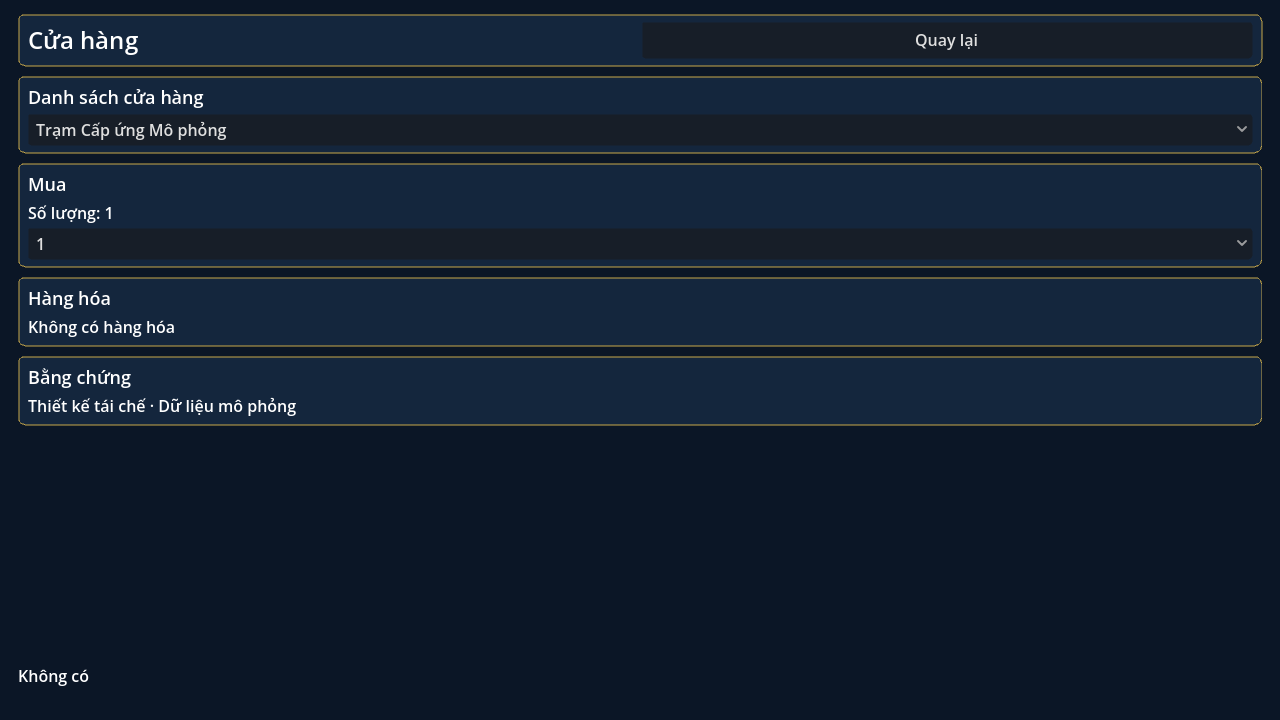 Cửa hàng
Quay lại
Danh sách cửa hàng
Trạm Cấp ứng Mô phỏng
Mua
Số lượng: 1
1
Hàng hóa
Không có hàng hóa
Bằng chứng
Thiết kế tái chế · Dữ liệu mô phỏng
Không có